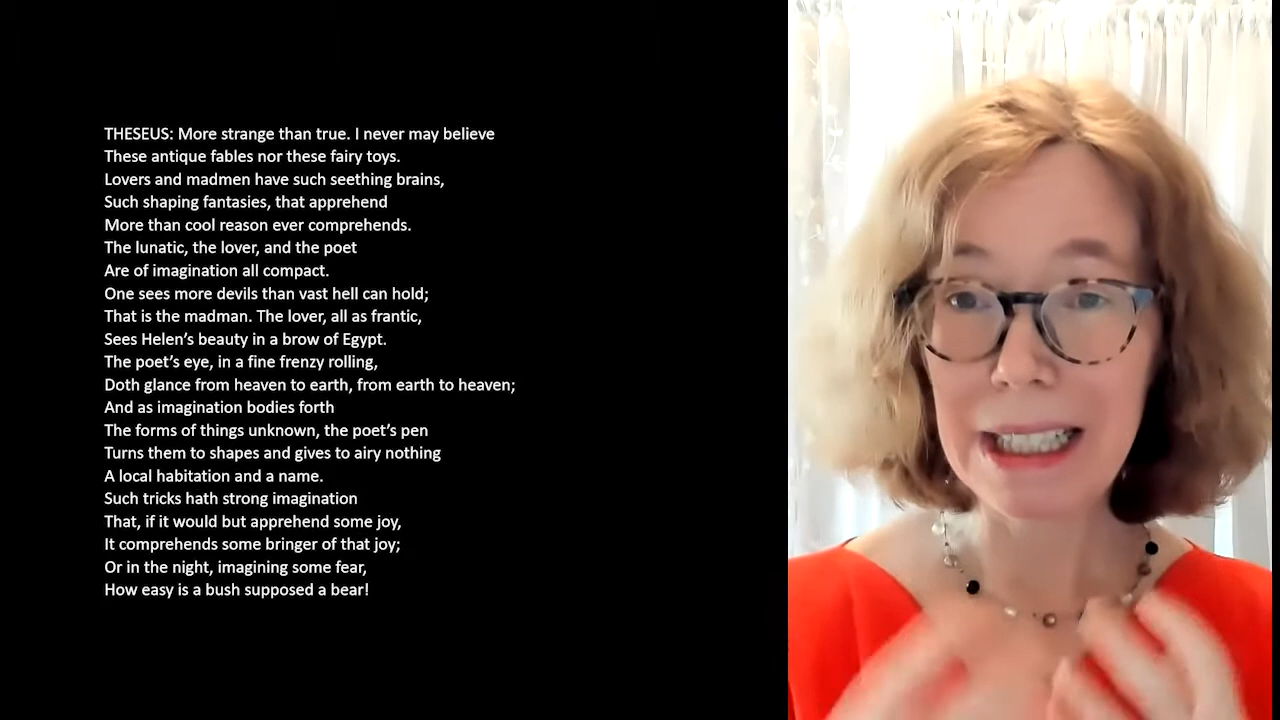 THESEUS: More strange than true. I never may believe
These antique fables nor these fairy toys.
Lovers and madmen have such seething brains,
Such shaping fantasies, that apprehend
More than cool reason ever comprehends.
The lunatic, the lover, and the poet
Are of imagination all compact.
One sees more devils than vast hell can hold;
That is the madman. The lover, all as frantic,
Sees Helen’s beauty in a brow of Egypt.
The poet’s eye, in a fine frenzy rolling,
Doth glance from heaven to earth, from earth to heaven;
And as imagination bodies forth
The forms of things unknown, the poet’s pen
Turns them to shapes and gives to airy nothing
A local habitation and a name.
Such tricks hath strong imagination
That, if it would but apprehend some joy,
It comprehends some bringer of that joy;
Or in the night, imagining some fear,
How easy is a bush supposed a bear!